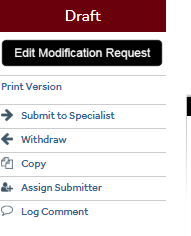 Draft
Edit Modification Request
Print Version
Submit to Specialist
Withdraw
Copy
Assign Submitter
Log Comment